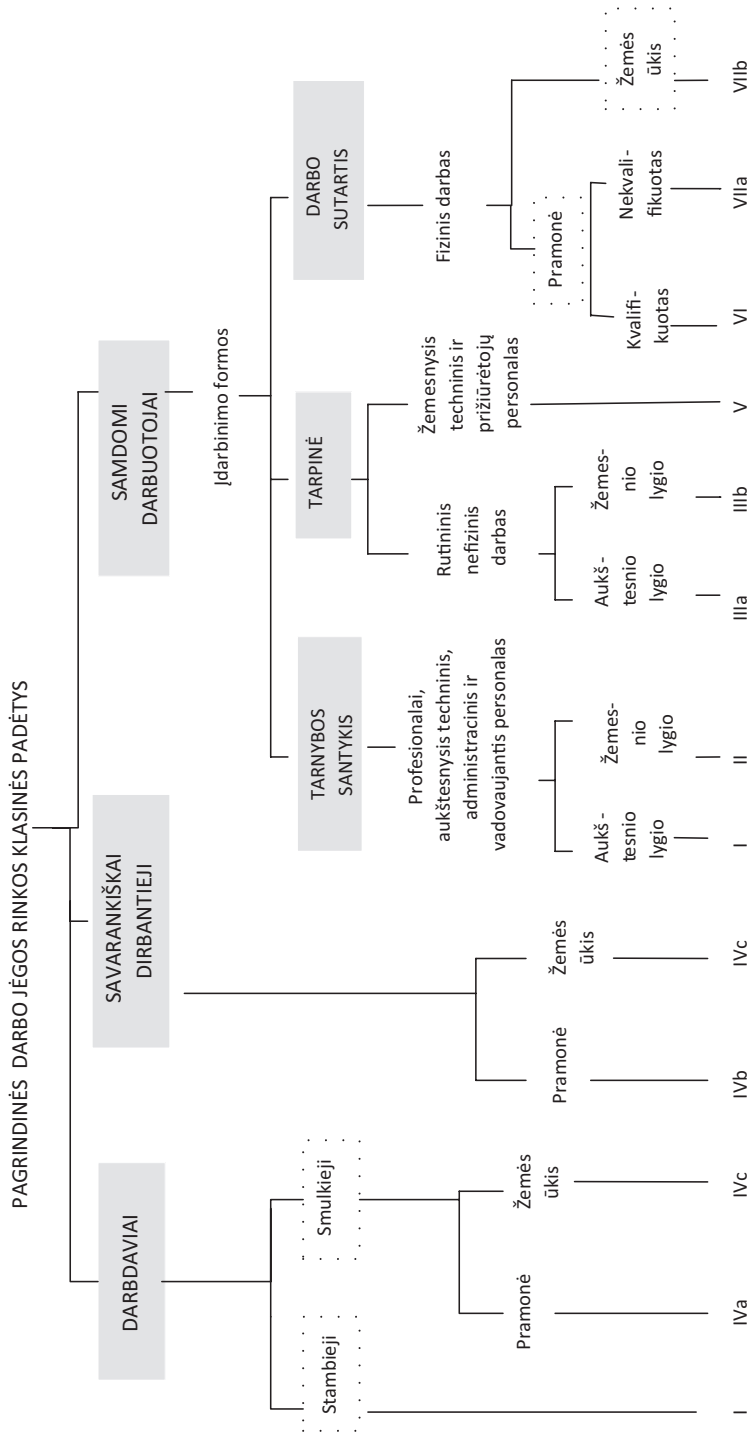 PAGRINDINĖS DARBO JĖGOS RINKOS KLASINĖS PADĖTYS
DARBDAVIAI
SAVARANKIŠKAI
DIRBANTIEJI
SAMDOMI
DARBUOTOJAI
Įdarbinimo formos
TARNYBOS
SANTYKIS
TARPINĖ
DARBO
SUTARTIS
Stambieji
Smulkieji
Profesionalai,
aukštesnysis techninis,
administracinis ir
vadovaujantis personalas
Rutininis
nefizinis
darbas
Žemesnysis
techninis ir
prižiūrėtojų
personalas
Fizinis darbas
Pramonė
Žemės
ūkis
Pramonė
Žemės
ūkis
Aukš -
tesnio
lygio
Žemes-
nio
lygio
Aukš -
tesnio
lygio
Žemes-
nio
lygio
Pramonė
Kvalifi-
kuotas
Nekvali-
fikuotas
Žemės
ūkis
I
IVa
IVc
IVb
IVc
I
II
IIIa
IIIb
V
VI
VIIa
VIIb